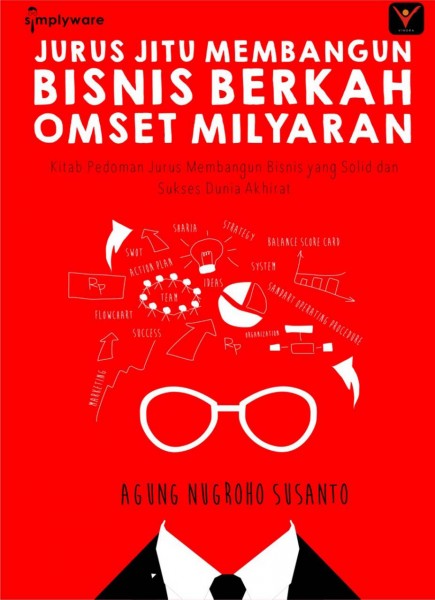 simplyware
JURUS JITU MEMBANGUN
BISNIS BERKAH
OMSET MILYARAN
Kitab Pedoman Jurus Membangun Bisnis yang Solid dan
Sukses Dunia Akhirat
SHARIA
STRATEGY
SWOT
BALANCE SCORE CARD
ACTION PLAN
SYSTEM
IDEAS
Rp
TEAM
SANDART OPERATING PROCEDURE
FLOWCHART
SUCCESS
ORGANIZATION
Rp
MARKETING
AGUNG NUGROHO SUSANTO